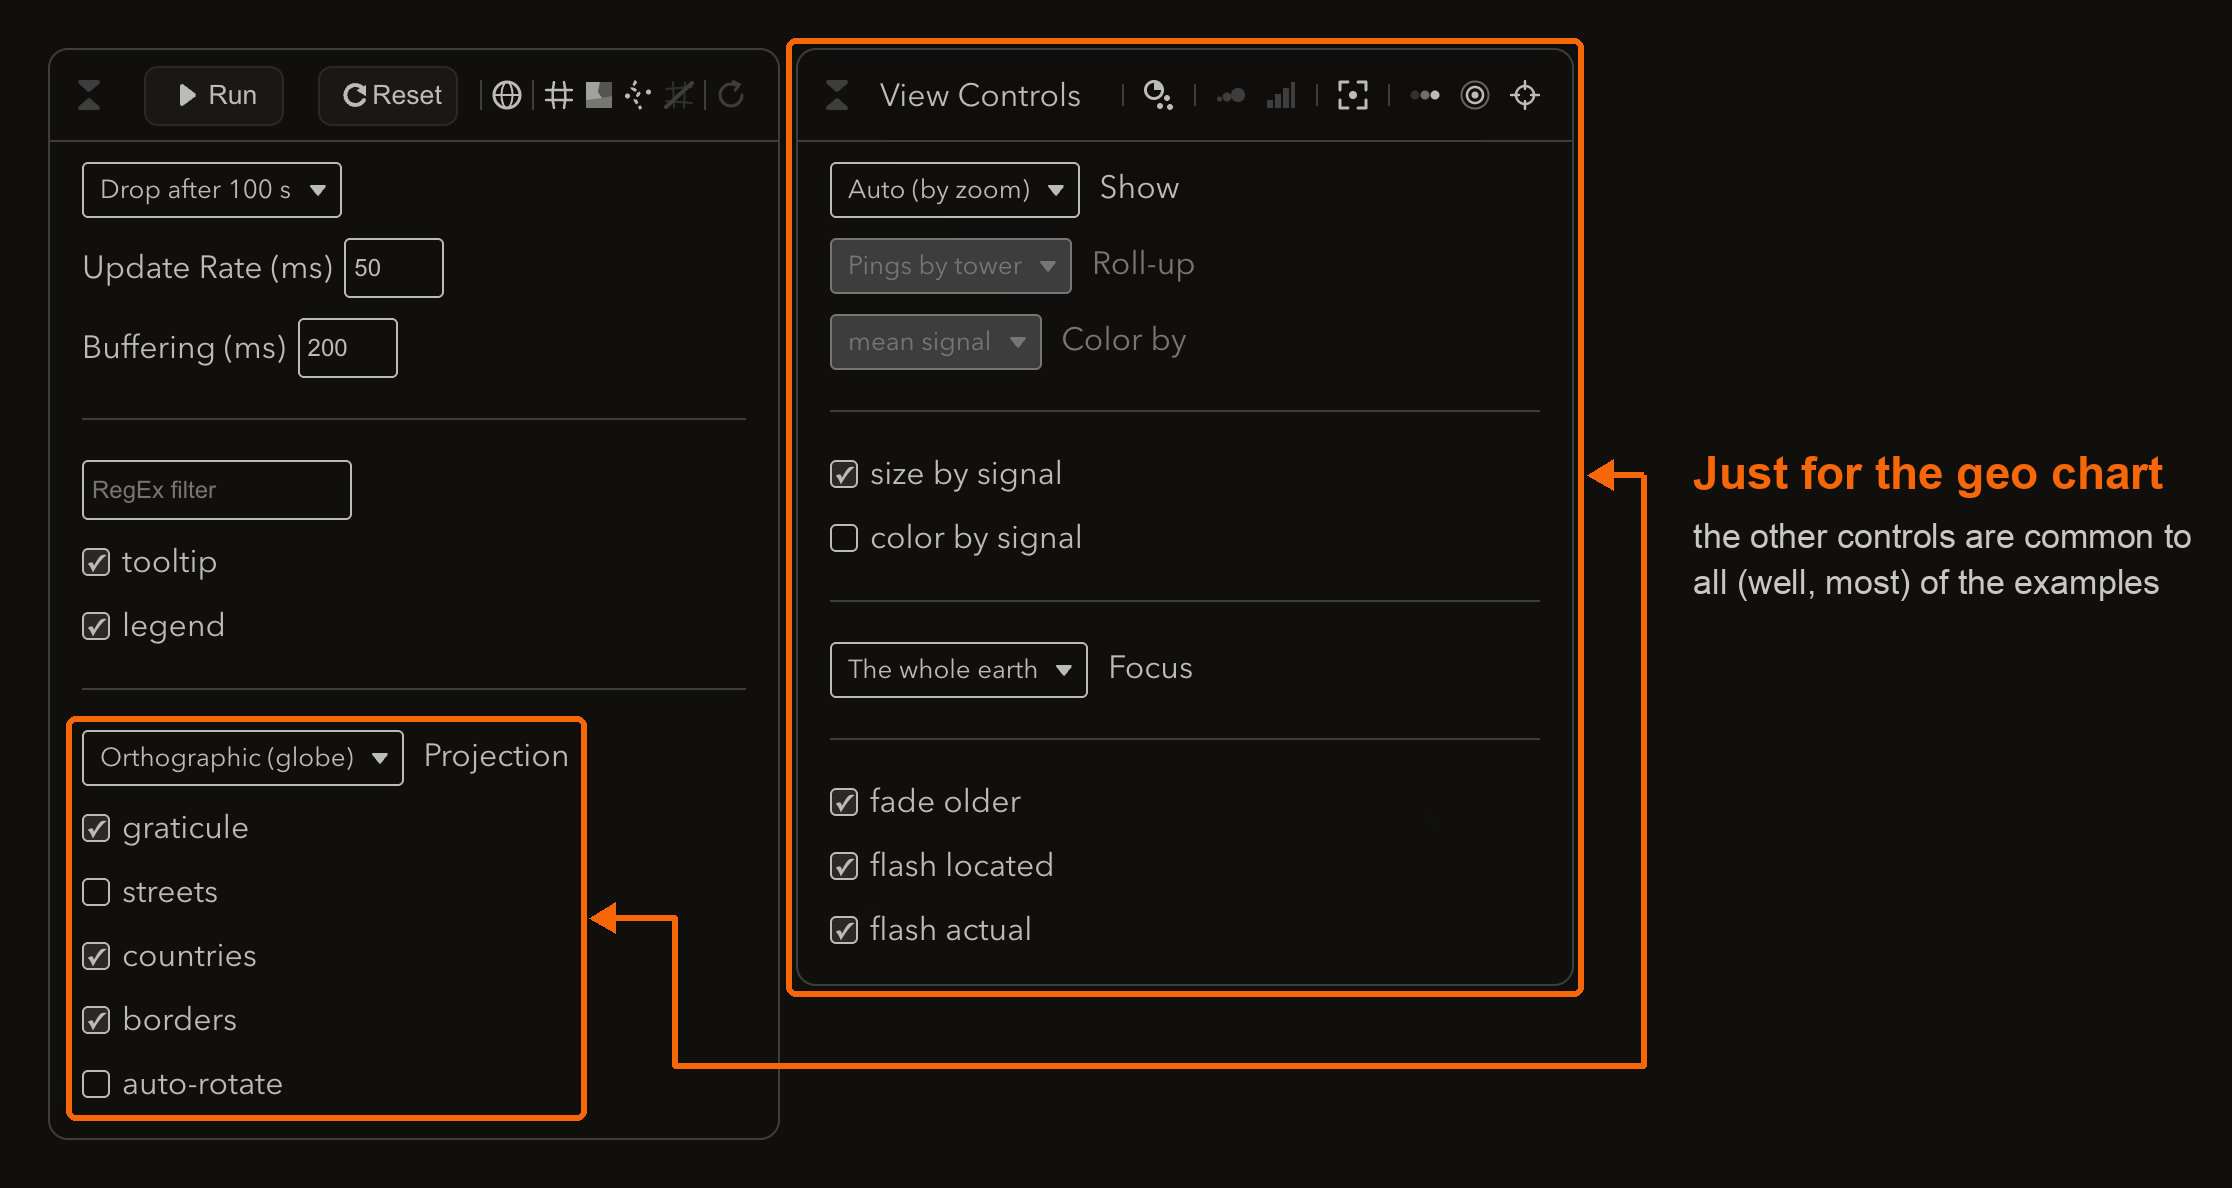 Run Reset
Drop after 100 s
Update Rate (ms) 50
Buffering (ms) 200
RegEx filter
tooltip
legend
Orthographic (globe) Projection
graticule
streets
countries
borders
auto-rotate
View Controls
Auto (by zoom) Show
Pings by tower Roll-up
mean signal Color by
size by signal
color by signal
The whole earth Focus
fade older
flash located
flash actual
Just for the geo chart
the other controls are common to
all (well, most) of the examples